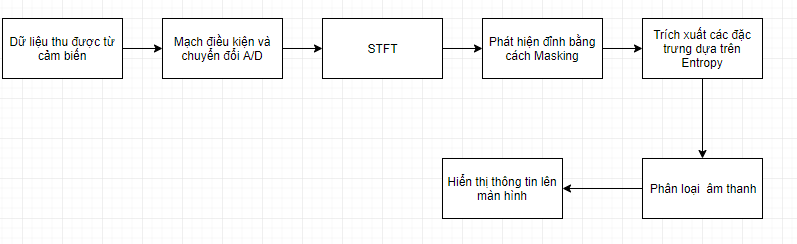 Dữ liệu thu được từ
cảm biến
Mạch điều kiện và
chuyển đổi A/D
STFT
Phát hiện đỉnh bằng
cách Masking
Trích xuất các đặc
trưng dựa trên
Entropy
Phân loại âm thanh
Hiển thị thông tin lên
màn hình